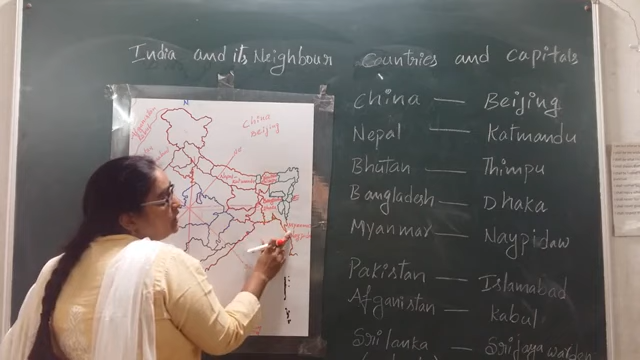 India and its Neighbour Countries and Capitals
China — Beijing
Nepal — Katmandu
Bhutan — Thimpu
Bangladesh — Dhaka
Myanmar — Naypidaw
Pakistan — Islamabad
Afganistan — Kabul
Srilanka —
N
China
Beijing